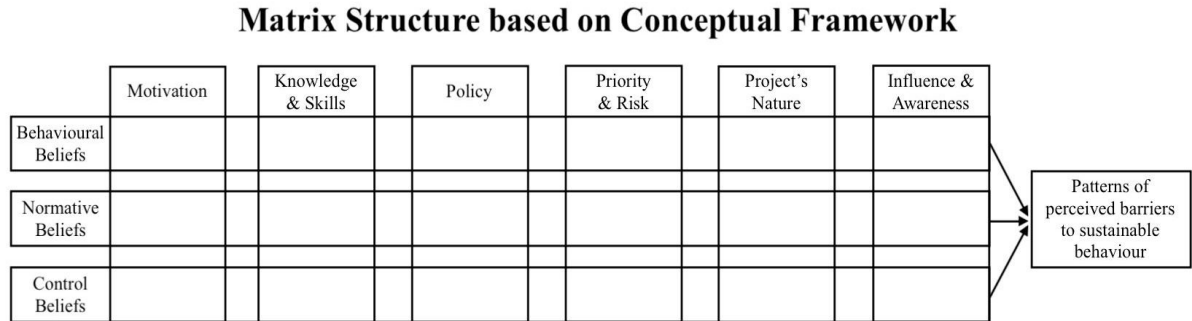 Matrix Structure based on Conceptual Framework
Motivation
Knowledge
& Skills
Policy
Priority
& Risk
Project's
Nature
Influence &
Awareness
Behavioural
Beliefs
Normative
Beliefs
Control
Beliefs
Patterns of
perceived barriers
to sustainable
behaviour